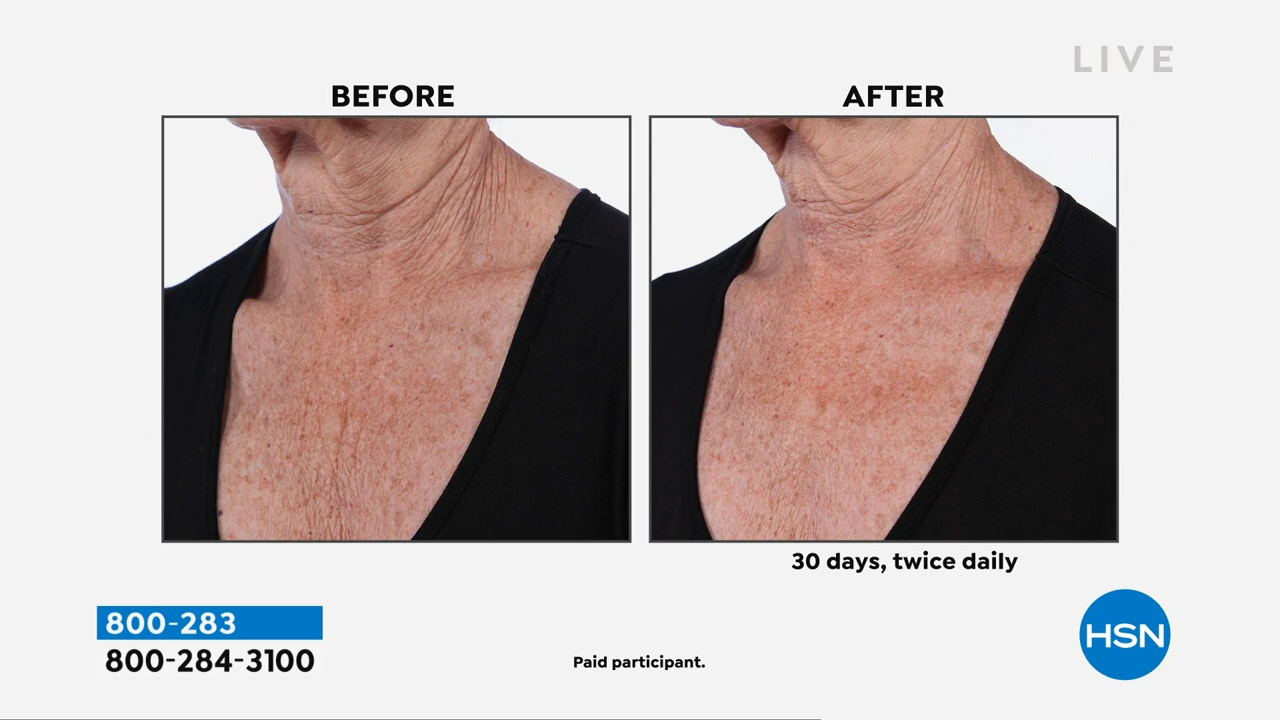 LIVE
BEFORE
AFTER
30 days, twice daily
800-283
800-284-3100
Paid participant.
HSN